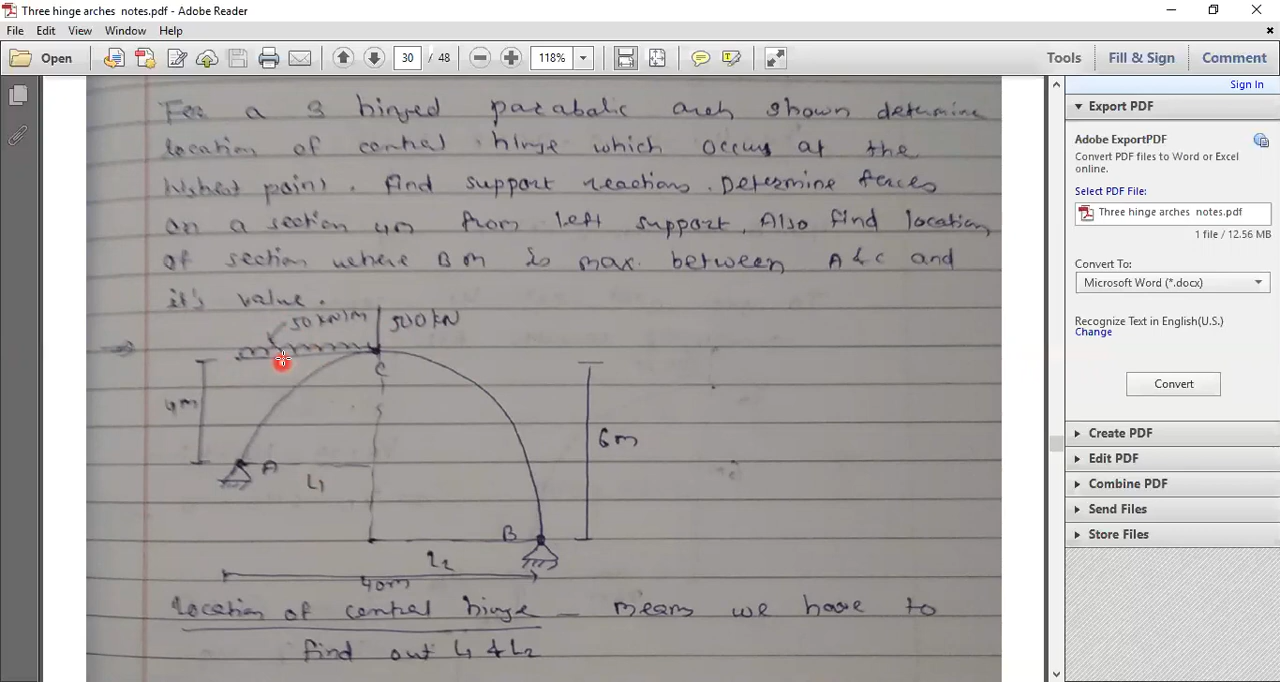 Three hinge arches  notes.pdf - Adobe Reader
File Edit View Window Help
Open 30 / 48 118% Tools Fill & Sign Comment
Sign In
Export PDF
Adobe ExportPDF
Convert PDF files to Word or Excel online.
Select PDF File:
Three hinge arches  notes.pdf
1 file / 12.56 MB
Convert To:
Microsoft Word (*.docx)
Recognize Text in English(U.S.)
Change
Convert
Create PDF
Edit PDF
Combine PDF
Send Files
Store Files
For a 3 hinged parabolic arch shown determine
location of central hinge which occurs at the
highest point. Find support reactions. Determine forces
on a section 4m from left support. Also find location
of section where BM is max. between A & C and
it's value.
50 kN/m 500 kN
C
4m
6m
A
L1
B
L2
40m
location of central hinge - means we have to
find out L1 & L2